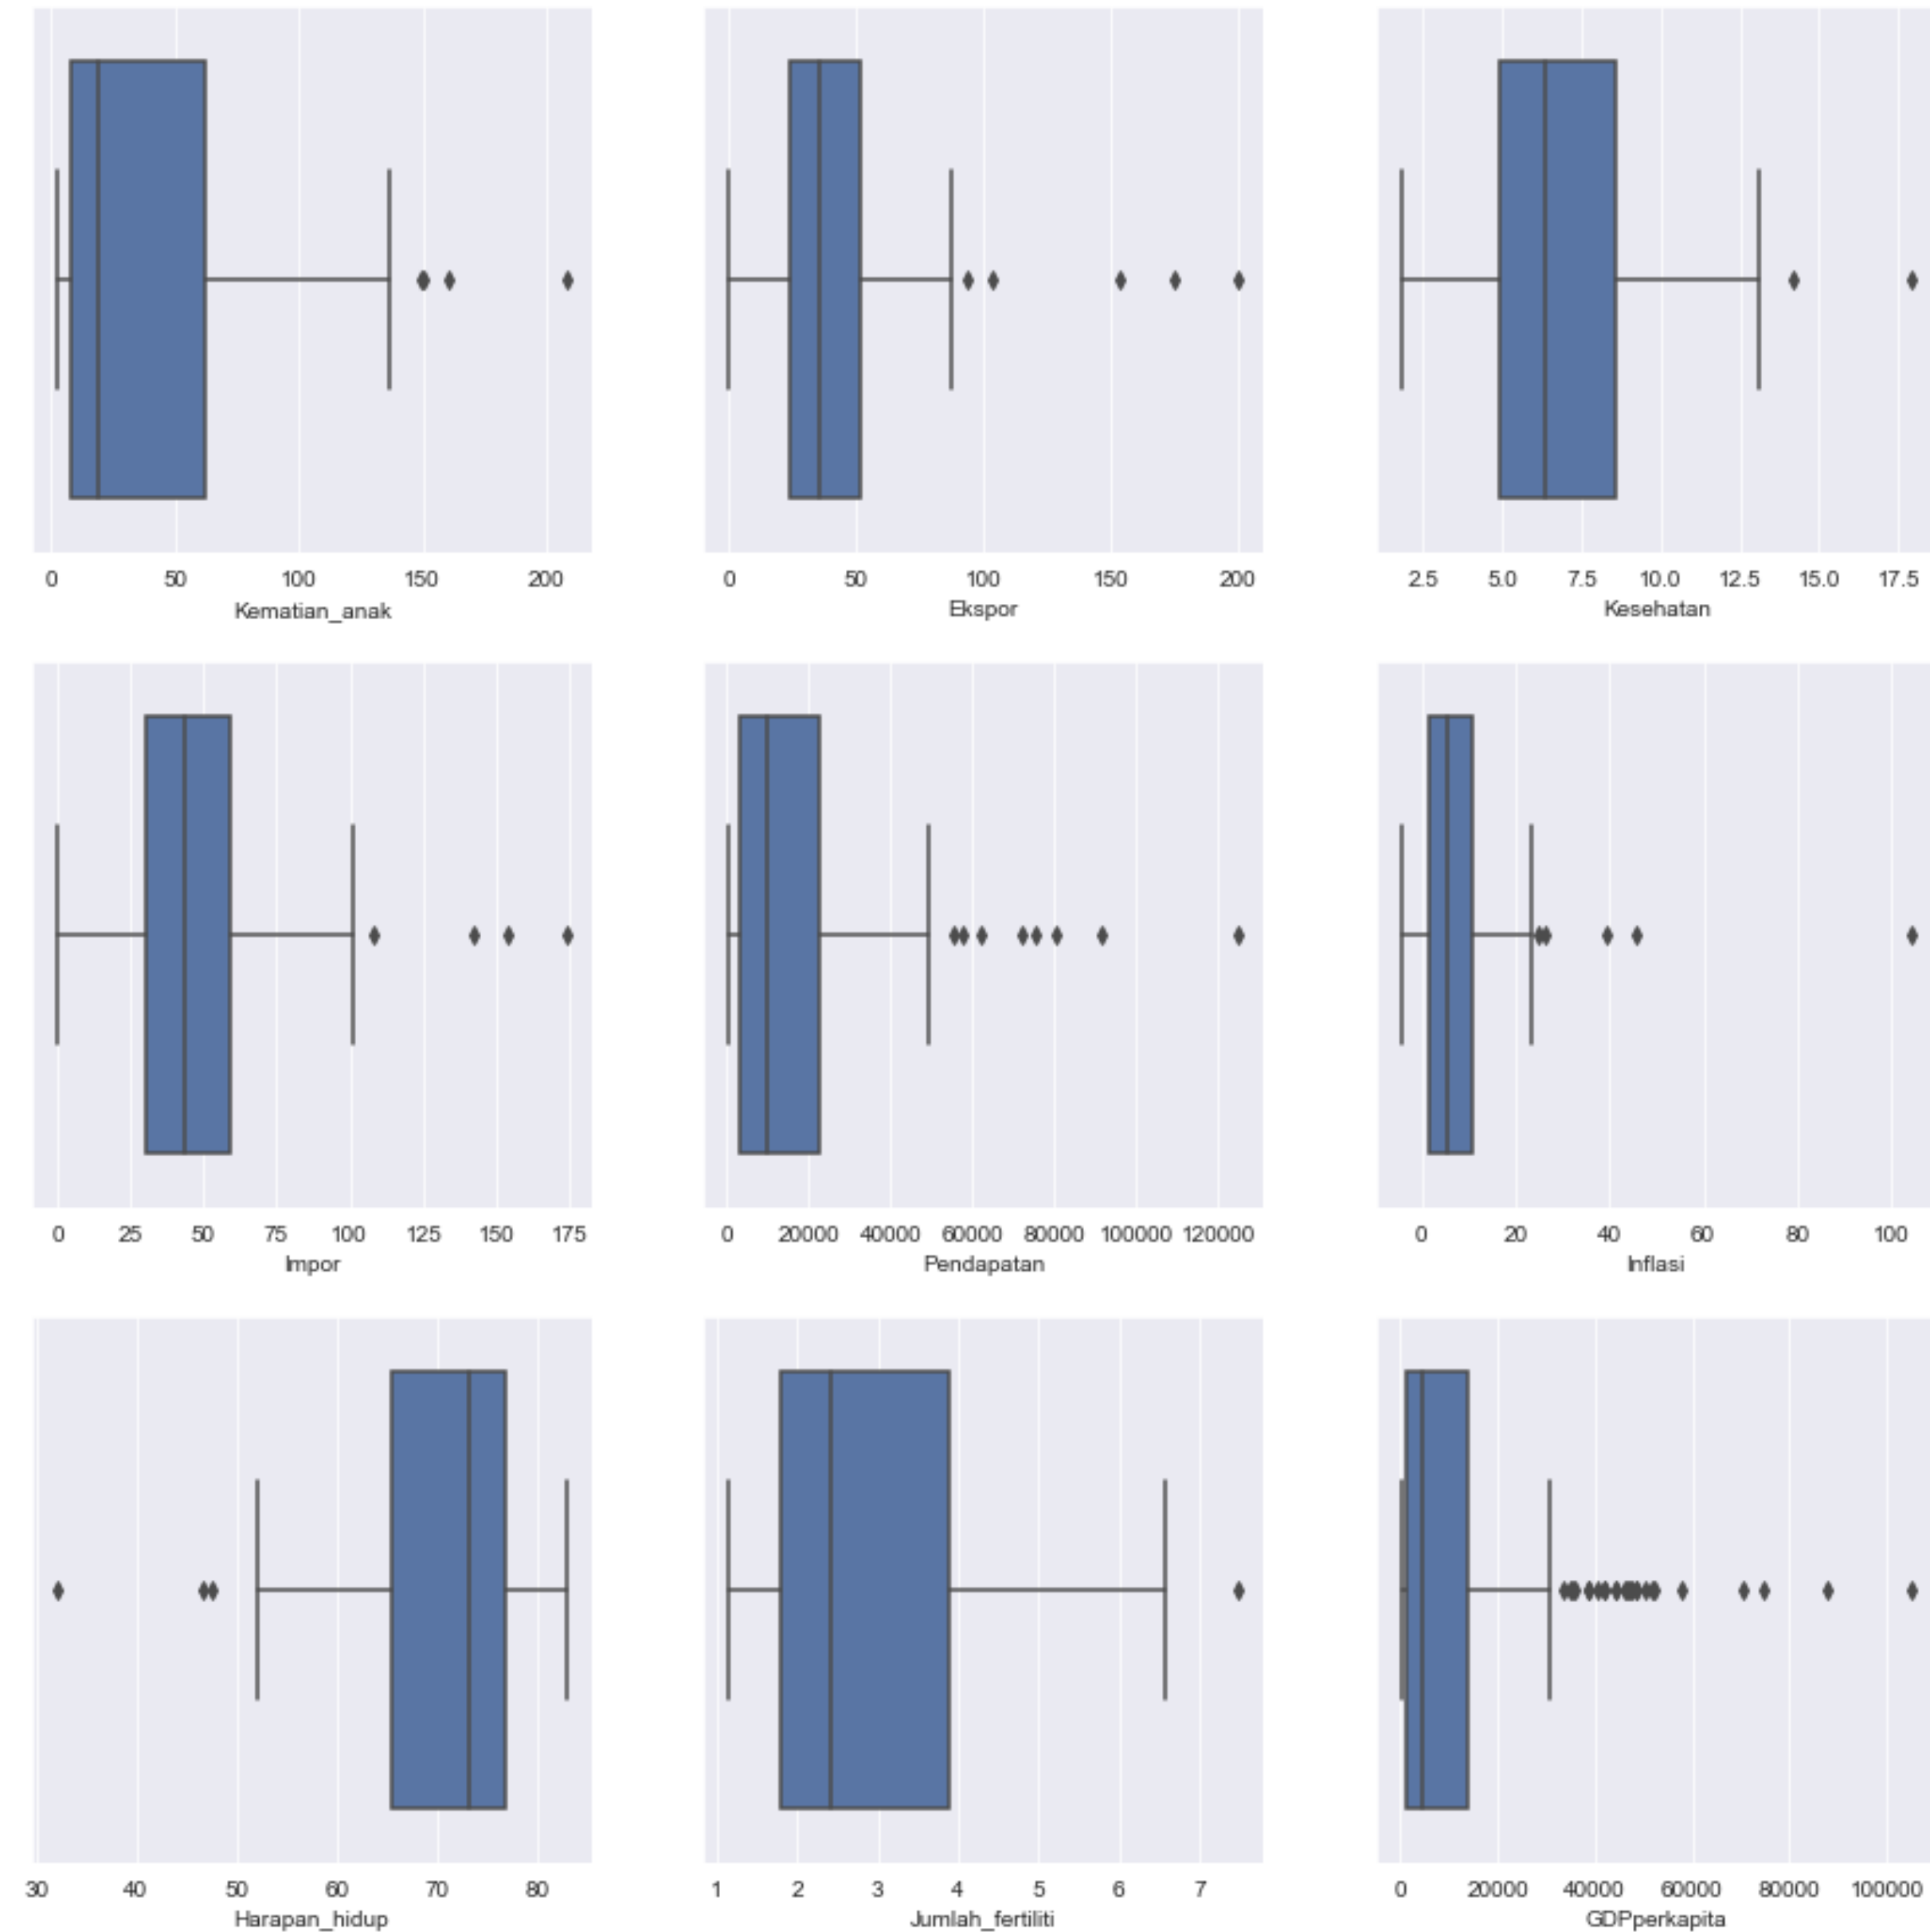 0 50 100 150 200
Kematian_anak
0 50 100 150 200
Ekspor
2.5 5.0 7.5 10.0 12.5 15.0 17.5
Kesehatan
0 25 50 75 100 125 150 175
Impor
0 20000 40000 60000 80000 100000 120000
Pendapatan
0 20 40 60 80 100
Inflasi
30 40 50 60 70 80
Harapan_hidup
1 2 3 4 5 6 7
Jumlah_fertiliti
0 20000 40000 60000 80000 100000
GDPperkapita